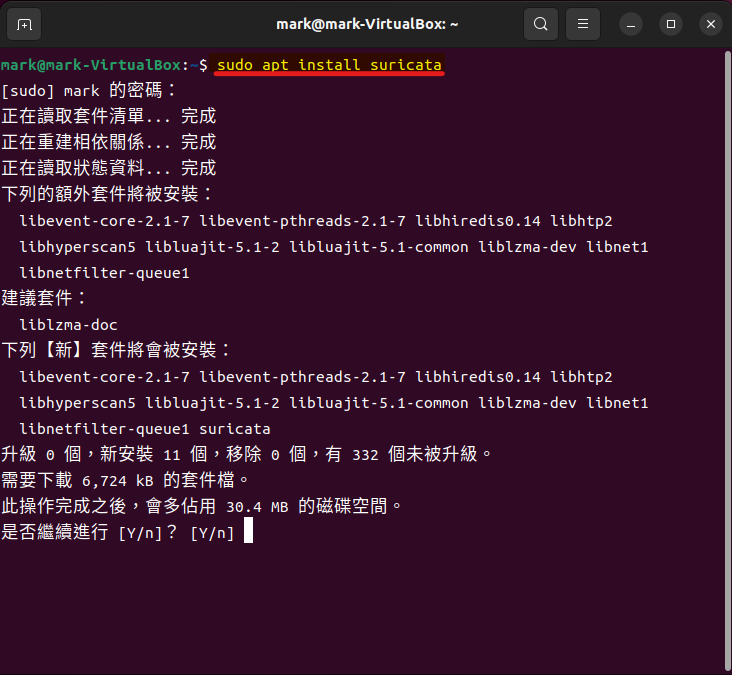 mark@mark-VirtualBox: ~
mark@mark-VirtualBox:~$ sudo apt install suricata
[sudo] mark 的密碼：
正在讀取套件清單... 完成
正在重建相依關係... 完成
正在讀取狀態資料... 完成
下列的額外套件將被安裝：
  libevent-core-2.1-7 libevent-pthreads-2.1-7 libhiredis0.14 libhtp2
  libhyperscan5 libluajit-5.1-2 libluajit-5.1-common liblzma-dev libnet1
  libnetfilter-queue1
建議套件：
  liblzma-doc
下列【新】套件將會被安裝：
  libevent-core-2.1-7 libevent-pthreads-2.1-7 libhiredis0.14 libhtp2
  libhyperscan5 libluajit-5.1-2 libluajit-5.1-common liblzma-dev libnet1
  libnetfilter-queue1 suricata
升級 0 個，新安裝 11 個，移除 0 個，有 332 個未被升級。
需要下載 6,724 kB 的套件檔。
此操作完成之後，會多佔用 30.4 MB 的磁碟空間。
是否繼續進行 [Y/n]？ [Y/n]